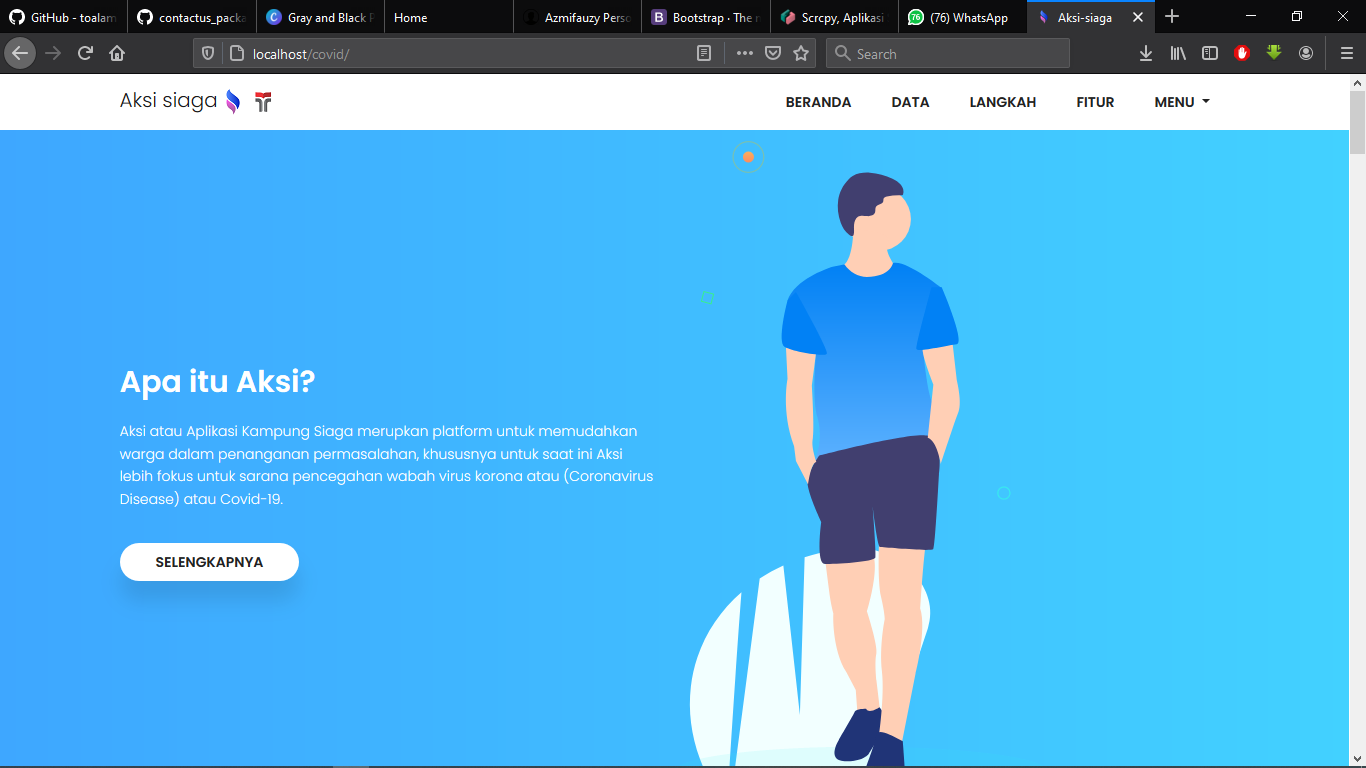 GitHub - toalam
contactus_packa
Gray and Black P
Home
Azmifauzy Perso
Bootstrap · The m
Scrcpy, Aplikasi
76
(76) WhatsApp
Aksi-siaga
localhost/covid/
Search
Aksi siaga
BERANDA
DATA
LANGKAH
FITUR
MENU
Apa itu Aksi?
Aksi atau Aplikasi Kampung Siaga merupkan platform untuk memudahkan
warga dalam penanganan permasalahan, khususnya untuk saat ini Aksi
lebih fokus untuk sarana pencegahan wabah virus korona atau (Coronavirus
Disease) atau Covid-19.
SELENGKAPNYA